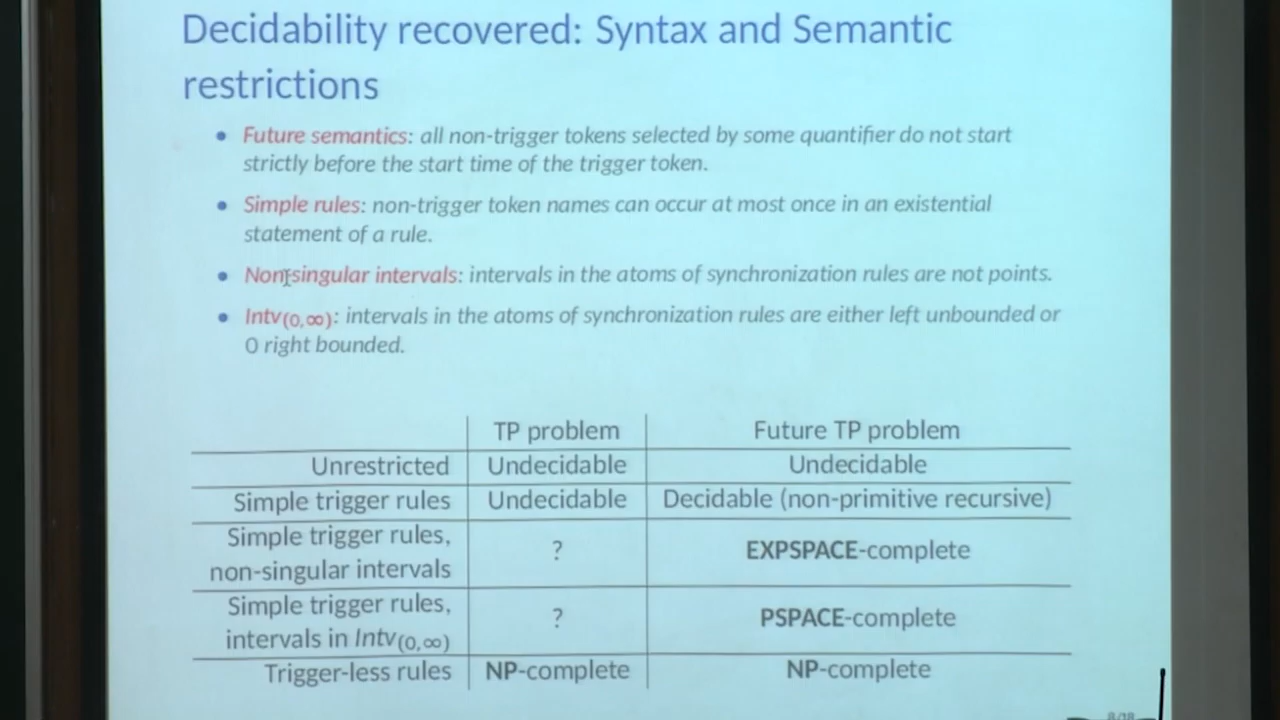 Decidability recovered: Syntax and Semantic
restrictions
• Future semantics: all non-trigger tokens selected by some quantifier do not start
strictly before the start time of the trigger token.
• Simple rules: non-trigger token names can occur at most once in an existential
statement of a rule.
• Non-singular intervals: intervals in the atoms of synchronization rules are not points.
• Intv(0,∞): intervals in the atoms of synchronization rules are either left unbounded or
0 right bounded.
TP problem Future TP problem
Unrestricted Undecidable Undecidable
Simple trigger rules Undecidable Decidable (non-primitive recursive)
Simple trigger rules,
non-singular intervals ? EXPSPACE-complete
Simple trigger rules,
intervals in Intv(0,∞) ? PSPACE-complete
Trigger-less rules NP-complete NP-complete